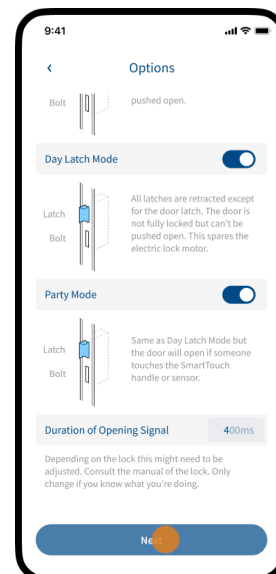 9:41
Options
Bolt
pushed open.
Day Latch Mode
Latch
Bolt
All latches are retracted except
for the door latch. The door is
not fully locked but can't be
pushed open. This spares the
electric lock motor.
Party Mode
Latch
Bolt
Same as Day Latch Mode but
the door will open if someone
touches the SmartTouch
handle or sensor.
Duration of Opening Signal 400ms
Depending on the lock this might need to be
adjusted. Consult the manual of the lock. Only
change if you know what you're doing.
Next